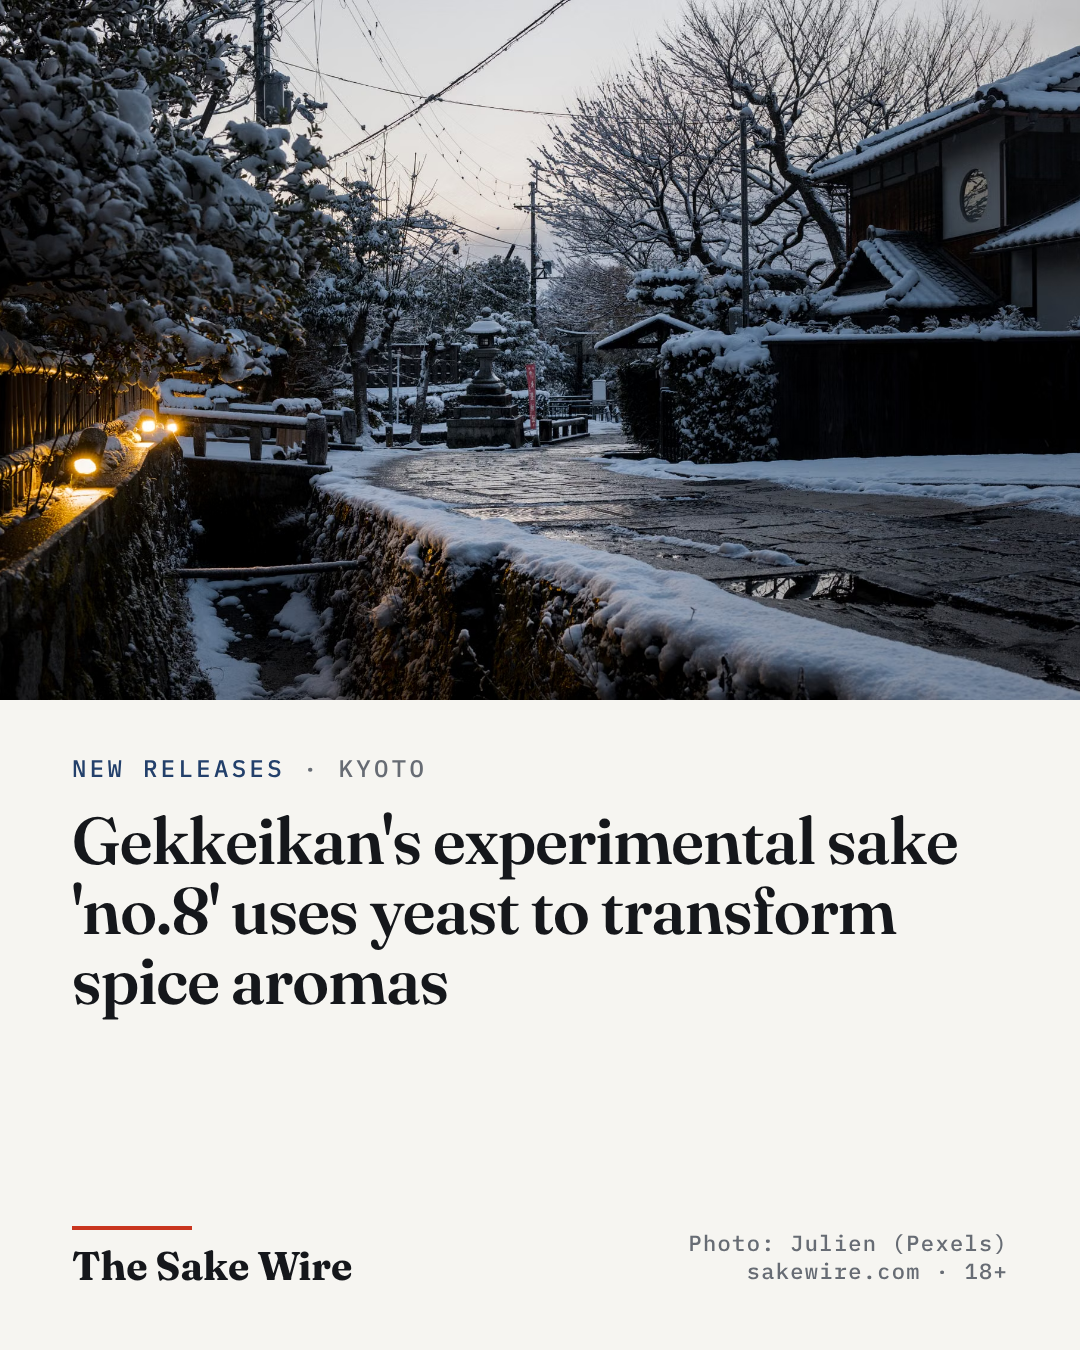 NEW RELEASES · KYOTO
Gekkeikan's experimental sake
'no.8' uses yeast to transform
spice aromas
The Sake Wire
Photo: Julien (Pexels)
sakewire.com · 18+